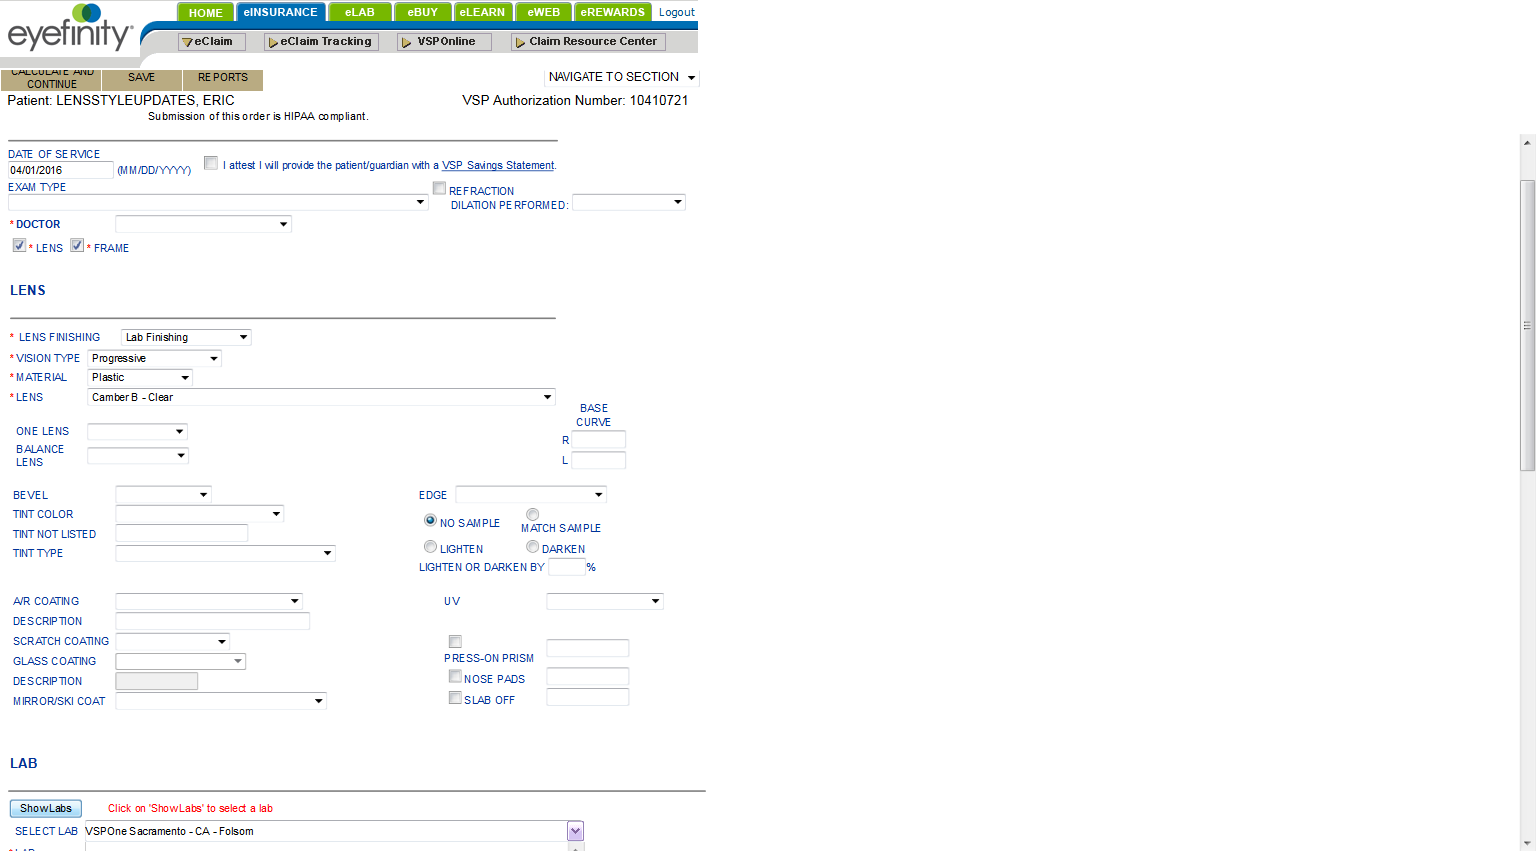 eyefinity
HOME eINSURANCE eLAB eBUY eLEARN eWEB eREWARDS Logout
eClaim eClaim Tracking VSPOnline Claim Resource Center
CALCULATE AND CONTINUE SAVE REPORTS NAVIGATE TO SECTION
Patient: LENSSTYLEUPDATES, ERIC VSP Authorization Number: 10410721
Submission of this order is HIPAA compliant.
DATE OF SERVICE
04/01/2016 (MM/DD/YYYY) I attest I will provide the patient/guardian with a VSP Savings Statement.
EXAM TYPE
REFRACTION
DILATION PERFORMED:
* DOCTOR
* LENS * FRAME
LENS
* LENS FINISHING Lab Finishing
* VISION TYPE Progressive
* MATERIAL Plastic
* LENS Camber B - Clear
BASE CURVE
ONE LENS
R
BALANCE LENS
L
BEVEL EDGE
TINT COLOR
NO SAMPLE MATCH SAMPLE
TINT NOT LISTED
TINT TYPE LIGHTEN DARKEN
LIGHTEN OR DARKEN BY %
A/R COATING UV
DESCRIPTION
SCRATCH COATING
GLASS COATING PRESS-ON PRISM
DESCRIPTION NOSE PADS
MIRROR/SKI COAT SLAB OFF
LAB
ShowLabs Click on 'ShowLabs' to select a lab
SELECT LAB VSPOne Sacramento - CA - Folsom
* LAB